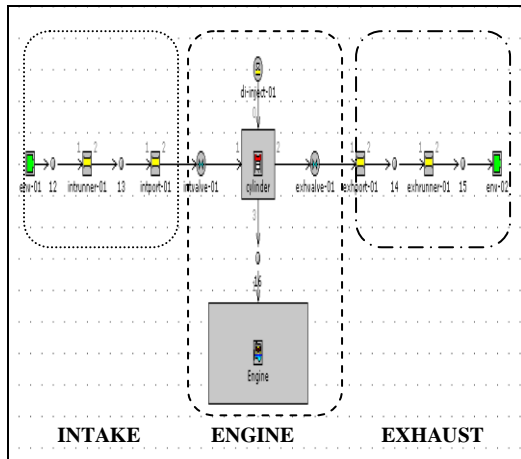 di-inject-01
0
1 2 1 2 1 2 1 2 1 2
env-01 12 intrunner-01 13 intport-01 intvalve-01 cylinder exhvalve-01 exhport-01 14 exhrunner-01 15 env-02
3
16
Engine
INTAKE ENGINE EXHAUST